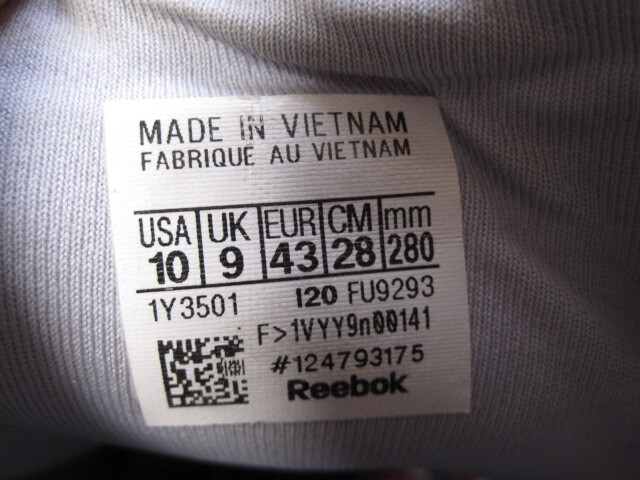 MADE IN VIETNAM
FABRIQUE AU VIETNAM
USA UK EUR CM mm
10 9 43 28 280
1Y3501 I20 FU9293
F>1VYY9n00141
#124793175
Reebok